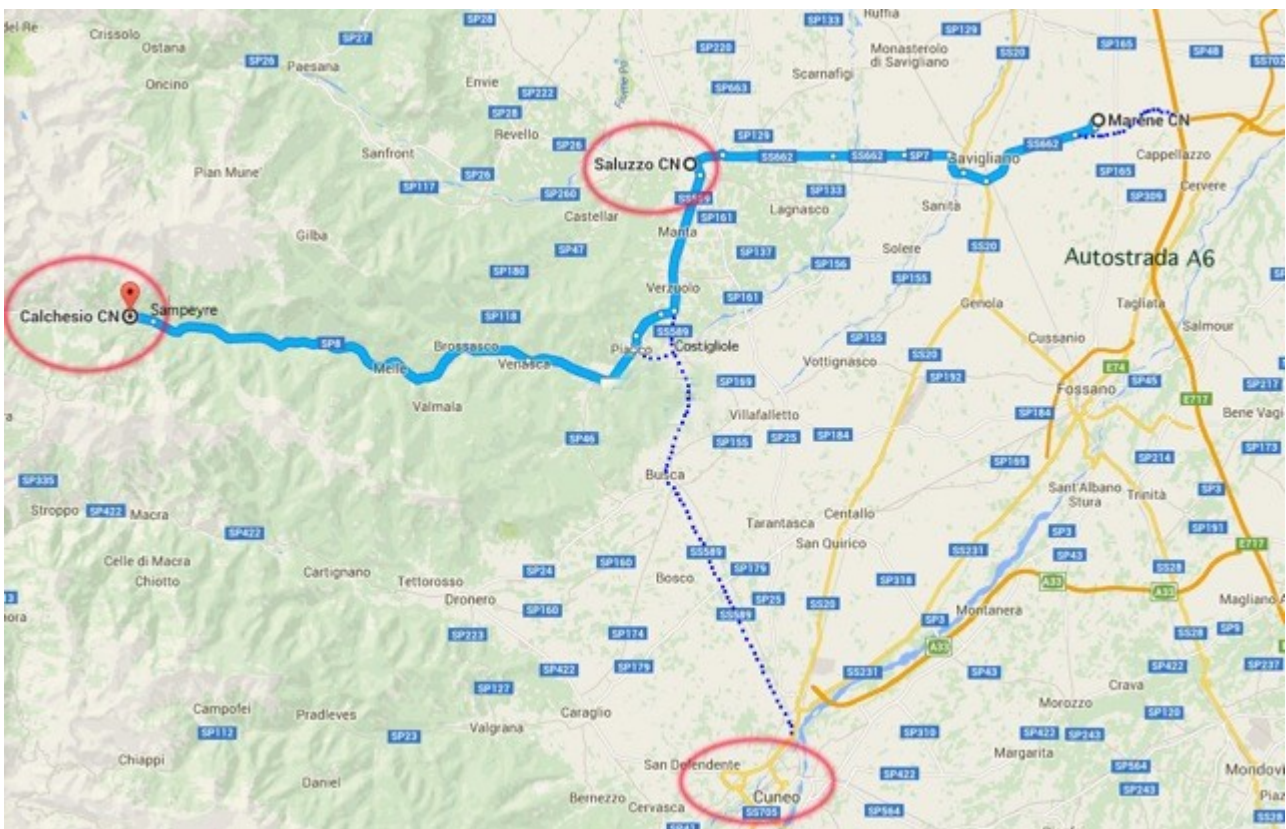 del Re
Crissolo
Ostana
Oncino
SP26
SP27
SP28
Paesana
Envie
SP222
SP28
Revello
SP26
Sanfront
SP26
SP117
SP260
Pian Mune'
Castellar
Gilba
SP47
SP180
SP220
SP663
Fiume Po
SP133
Ruffia
SP129
SS20
Monasterolo
di Savigliano
Scarnafigi
SP165
SP48
SS702
Marene CN
SS662
Cappellazzo
SP165
SP309
Cervere
Saluzzo CN
SP129
SS662
SS662
SP7
Savigliano
SP133
Sanità
Lagnasco
SP161
Manta
SP137
SP156
Solere
SP155
SS20
Autostrada A6
Genola
Tagliata
Cussanio
Salmour
Verzuolo
SP161
SS589
Costigliole
Piasco
Calchesio CN
Sampeyre
SP8
SP118
Brossasco
Venasca
Melle
Valmala
SP46
SP155
Vottignasco
SS20
SP192
SP169
Villafalletto
SP155
SP25
SP184
E74
SP45
Fossano
E717
SP217
SP184
SP169
SP214
SP173
Sant'Albano
Stura
Trinità
SP3
SP191
Busca
SP335
Stroppo
SP422
Macra
SP422
Celle di Macra
Chiotto
Cartignano
Tettorosso
Dronero
SP24
SP160
SP160
Bosco
SS589
SP179
SP25
SS589
Tarantasca
Centallo
San Quirico
SS231
SP318
SS20
SP3
SP43
SS28
E717
A33
A33
Montanera
SP3
A33
SS231
SP43
SS28
SP9
SP422
SP237
SP223
SP174
SP422
SP179
SP127
Campofei
SP112
Pradleves
SP23
Valgrana
Caraglio
Chiappi
Daniel
San Defendente
Bernezzo
Cervasca
Cuneo
SS705
SP310
SP422
SP564
Morozzo
Crava
SP120
SP422
SP243
Margarita
SP564
SP243
SS28